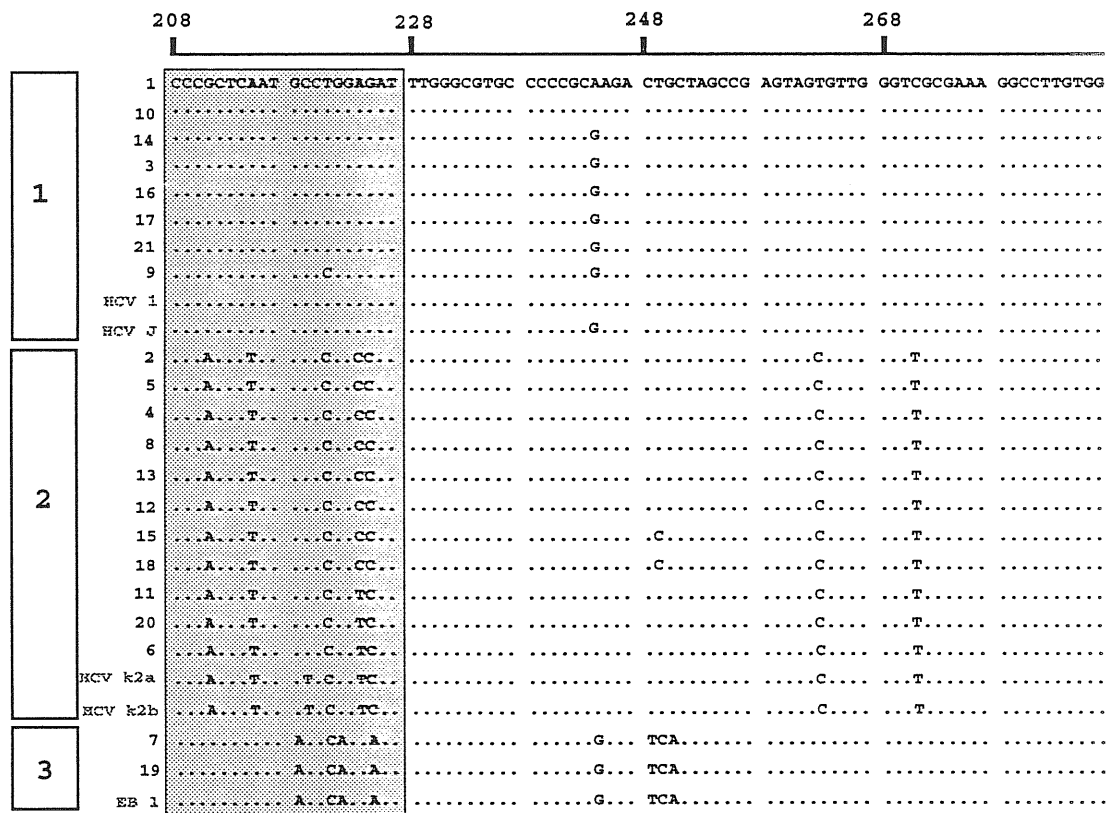 208 228 248 268
1 CCCGCTCAAT GCCTGGAGAT TTGGGCGTGC CCCCGCAAGA CTGCTAGCCG AGTAGTGTTG GGTCGCGAAA GGCCTTGTGG
10 .......... .......... .......... .......... .......... .......... .......... ..........
14 .......... .......... .......... ......G... .......... .......... .......... ..........
3 .......... .......... .......... ......G... .......... .......... .......... ..........
16 .......... .......... .......... ......G... .......... .......... .......... ..........
1
17 .......... .......... .......... ......G... .......... .......... .......... ..........
21 .......... .......... .......... ......G... .......... .......... .......... ..........
9 .......... ...C...... .......... ......G... .......... .......... .......... ..........
HCV 1 .......... .......... .......... .......... .......... .......... .......... ..........
HCV J .......... .......... .......... ......G... .......... .......... .......... ..........
2 ...A...T.. ...C..CC.. .......... .......... .......... .....C.... ...T...... ..........
5 ...A...T.. ...C..CC.. .......... .......... .......... .....C.... ...T...... ..........
4 ...A...T.. ...C..CC.. .......... .......... .......... .....C.... ...T...... ..........
8 ...A...T.. ...C..CC.. .......... .......... .......... .....C.... ...T...... ..........
13 ...A...T.. ...C..CC.. .......... .......... .......... .....C.... ...T...... ..........
2
12 ...A...T.. ...C..CC.. .......... .......... .......... .....C.... ...T...... ..........
15 ...A...T.. ...C..CC.. .......... .......... .C........ .....C.... ...T...... ..........
18 ...A...T.. ...C..CC.. .......... .......... .C........ .....C.... ...T...... ..........
11 ...A...T.. ...C..TC.. .......... .......... .......... .....C.... ...T...... ..........
20 ...A...T.. ...C..TC.. .......... .......... .......... .....C.... ...T...... ..........
6 ...A...T.. ...C..TC.. .......... .......... .......... .....C.... ...T...... ..........
HCV k2a ...A...T.. .T.C..TC.. .......... .......... .......... .....C.... ...T...... ..........
HCV k2b ...A...T.. .T.C..TC.. .......... .......... .......... .....C.... ...T...... ..........
7 .......... A..CA..A.. .......... ......G... TCA....... .......... .......... ..........
3
19 .......... A..CA..A.. .......... ......G... TCA....... .......... .......... ..........
EB 1 .......... A..CA..A.. .......... ......G... TCA....... .......... .......... ..........